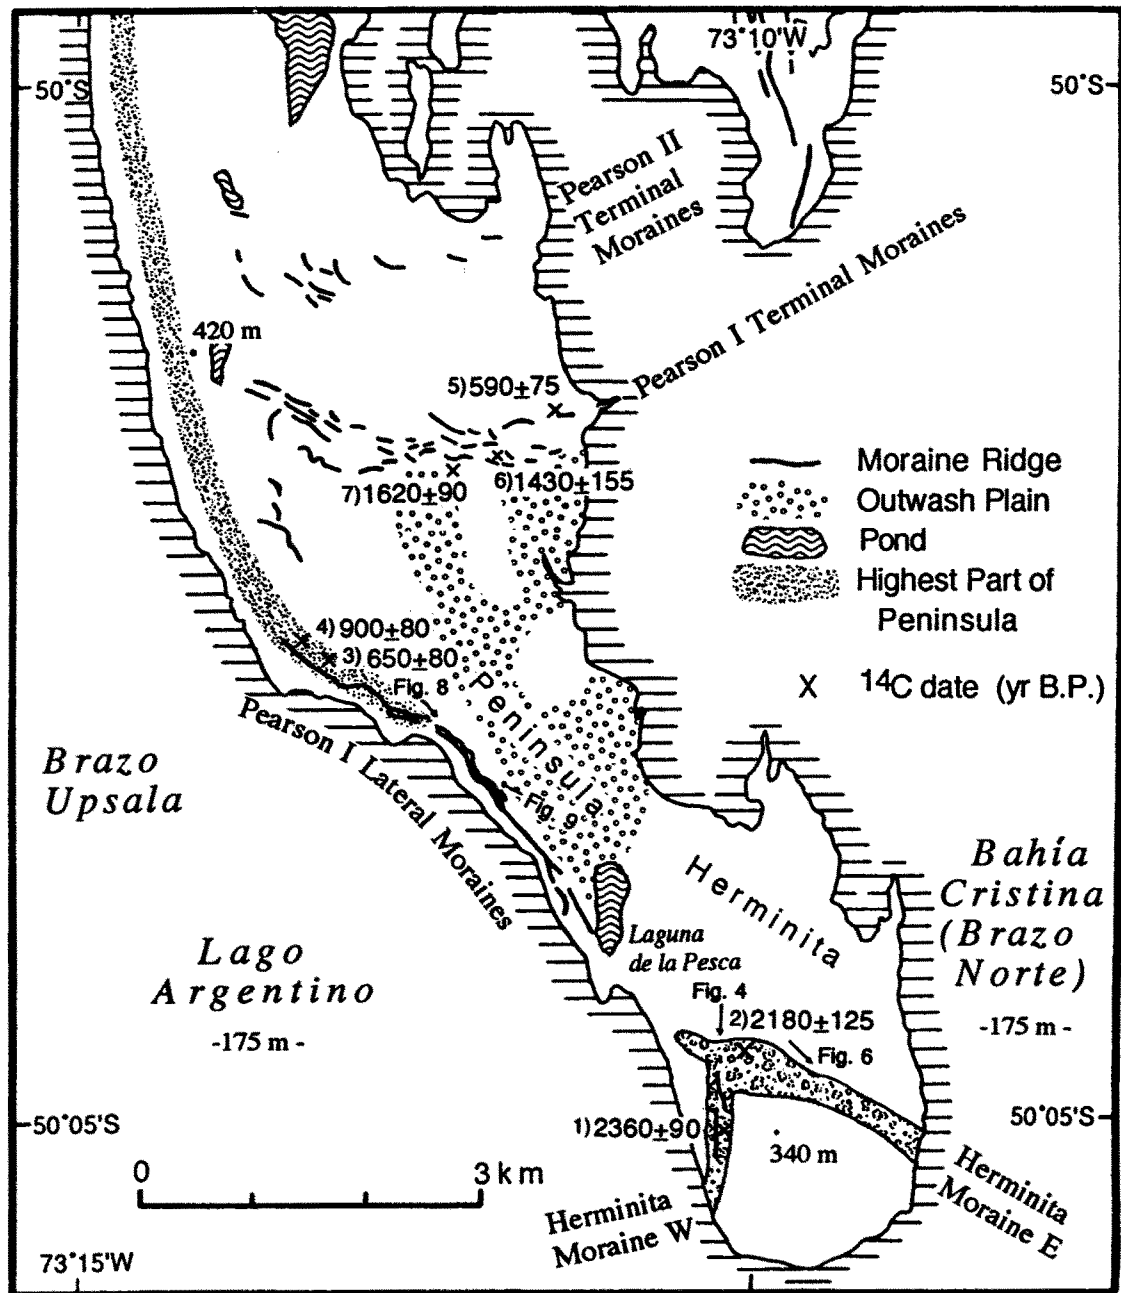 73°10'W
50°S
50°S
Pearson II
Terminal
Moraines
Pearson I Terminal Moraines
420 m
5) 590±75
6) 1430±155
7) 1620±90
Moraine Ridge
Outwash Plain
Pond
Highest Part of
Peninsula
X ¹⁴C date (yr B.P.)
4) 900±80
3) 650±80
Fig. 8
Peninsula
Fig. 9
Pearson I Lateral Moraines
Brazo
Upsala
Herminita
Bahía
Cristina
(Brazo
Norte)
-175 m -
Lago
Argentino
-175 m -
Laguna
de la Pesca
Fig. 4
2) 2180±125
Fig. 6
50°05'S
50°05'S
1) 2360±90
340 m
0 3 km
Herminita
Moraine W
Herminita
Moraine E
73°15'W